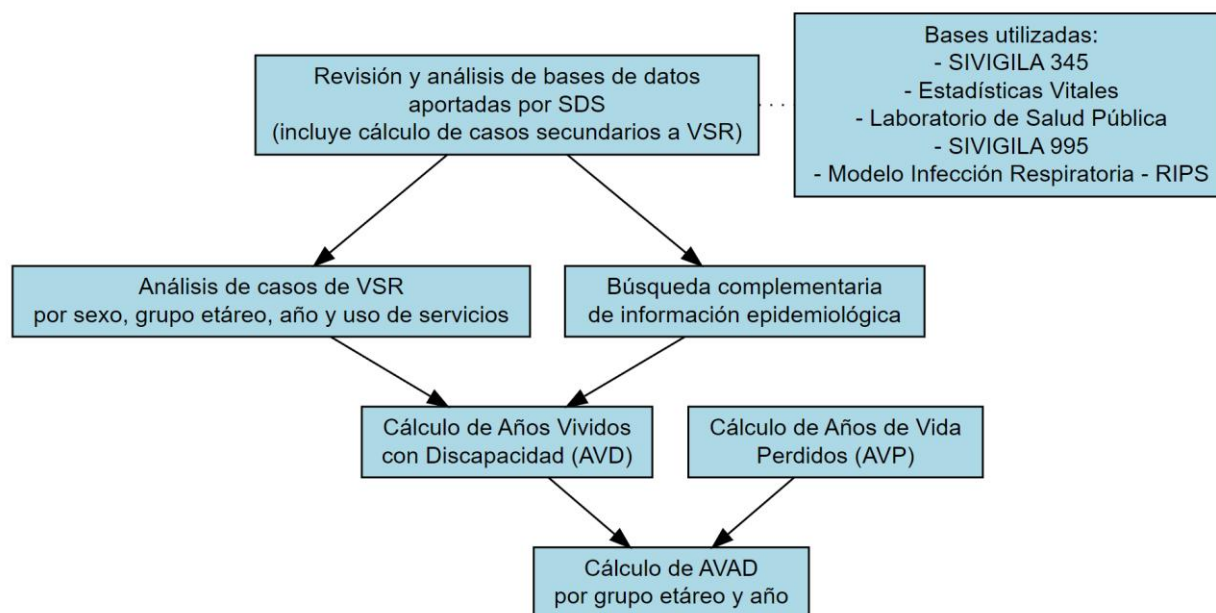 Revisión y análisis de bases de datos
aportadas por SDS
(incluye cálculo de casos secundarios a VSR)
Bases utilizadas:
- SIVIGILA 345
- Estadísticas Vitales
- Laboratorio de Salud Pública
- SIVIGILA 995
- Modelo Infección Respiratoria - RIPS
Análisis de casos de VSR
por sexo, grupo etáreo, año y uso de servicios
Búsqueda complementaria
de información epidemiológica
Cálculo de Años Vividos
con Discapacidad (AVD)
Cálculo de Años de Vida
Perdidos (AVP)
Cálculo de AVAD
por grupo etáreo y año